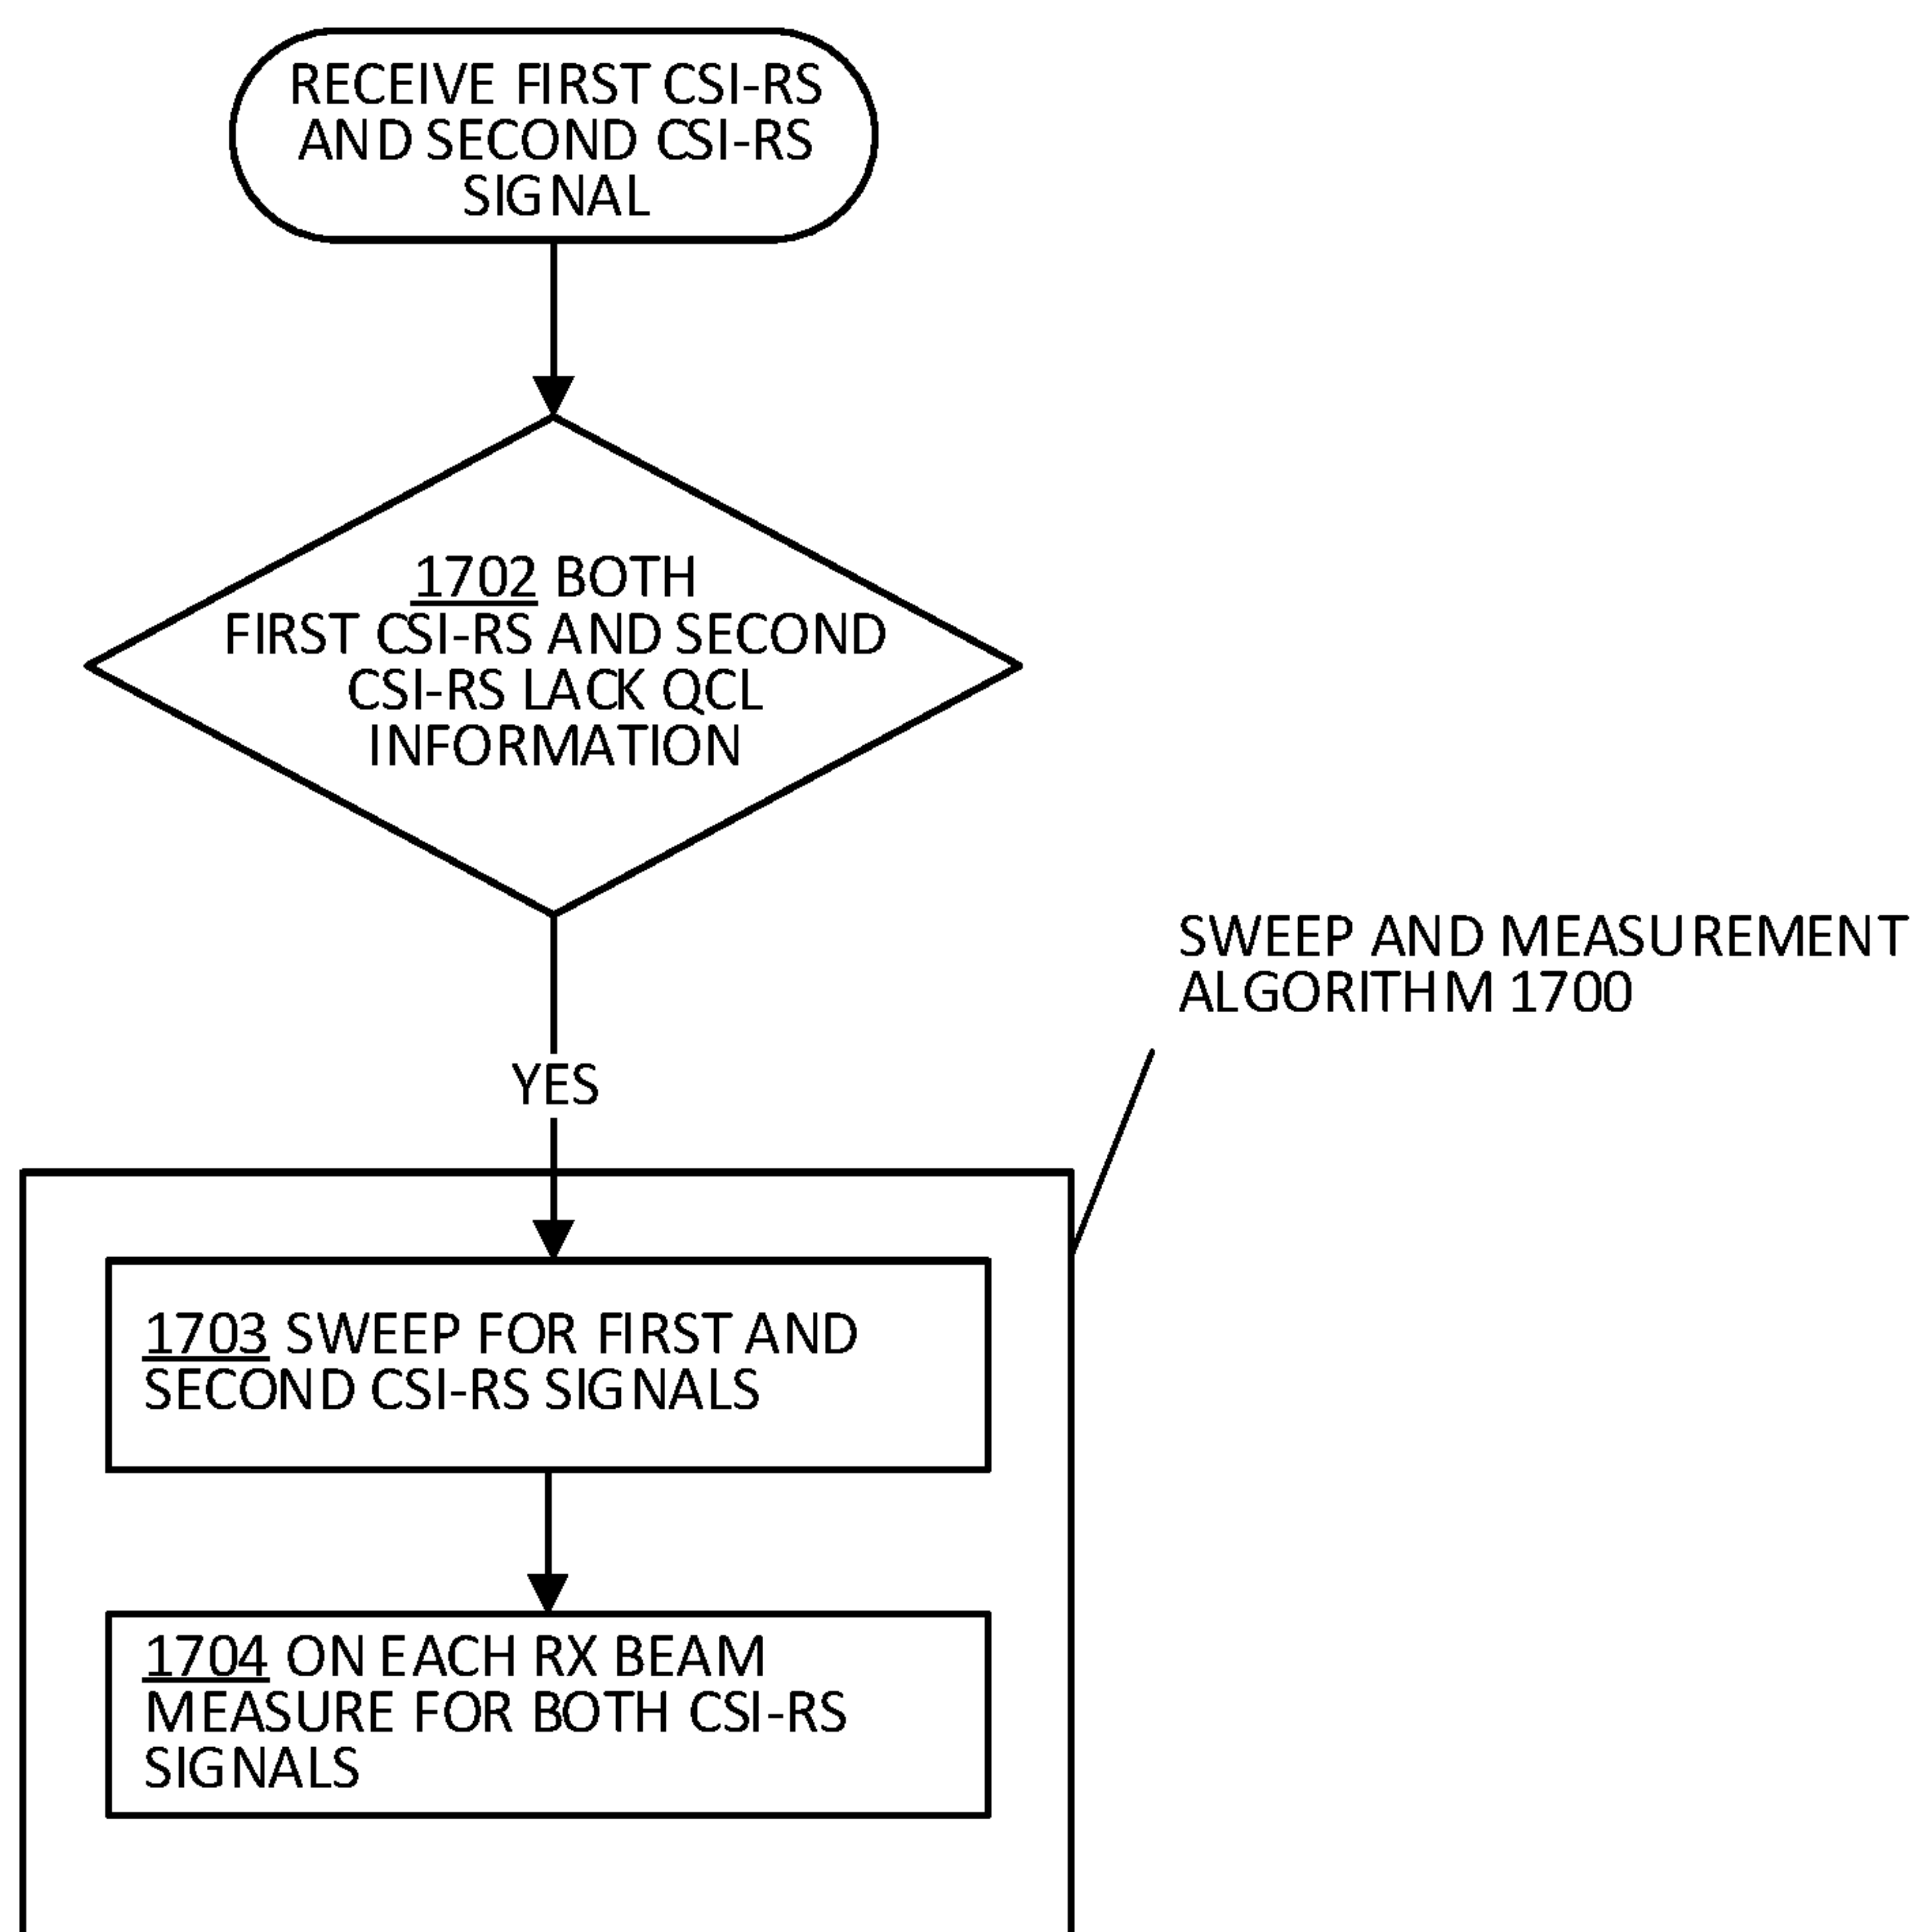 RECEIVE FIRST CSI-RS
AND SECOND CSI-RS
SIGNAL
1702 BOTH
FIRST CSI-RS AND SECOND
CSI-RS LACK QCL
INFORMATION
SWEEP AND MEASUREMENT
ALGORITHM 1700
YES
1703 SWEEP FOR FIRST AND
SECOND CSI-RS SIGNALS
1704 ON EACH RX BEAM
MEASURE FOR BOTH CSI-RS
SIGNALS